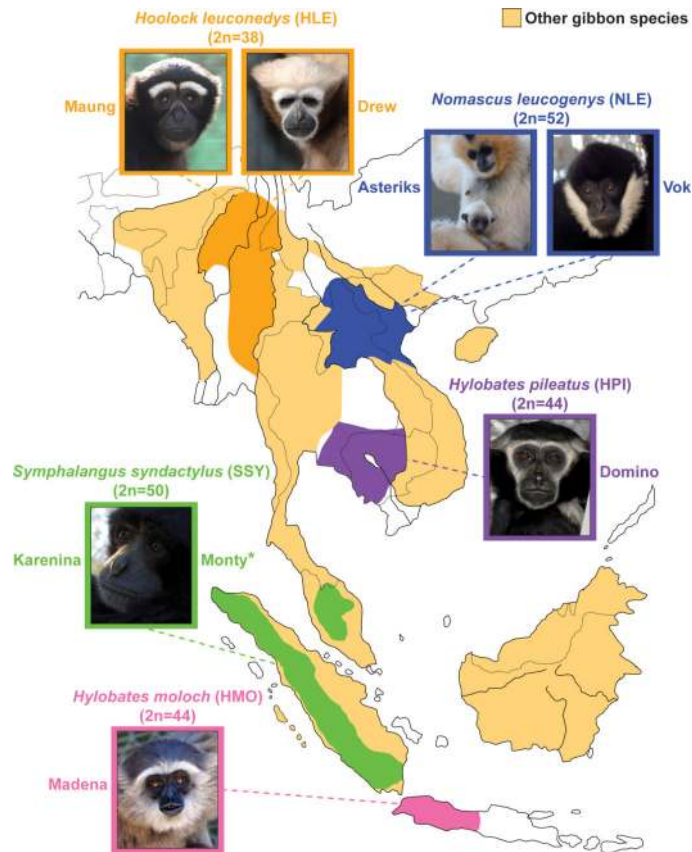 Other gibbon species
Hoolock leuconedys (HLE)
(2n=38)
Maung
Drew
Nomascus leucogenys (NLE)
(2n=52)
Asteriks
Vok
Hylobates pileatus (HPI)
(2n=44)
Domino
Symphalangus syndactylus (SSY)
(2n=50)
Karenina
Monty*
Hylobates moloch (HMO)
(2n=44)
Madena